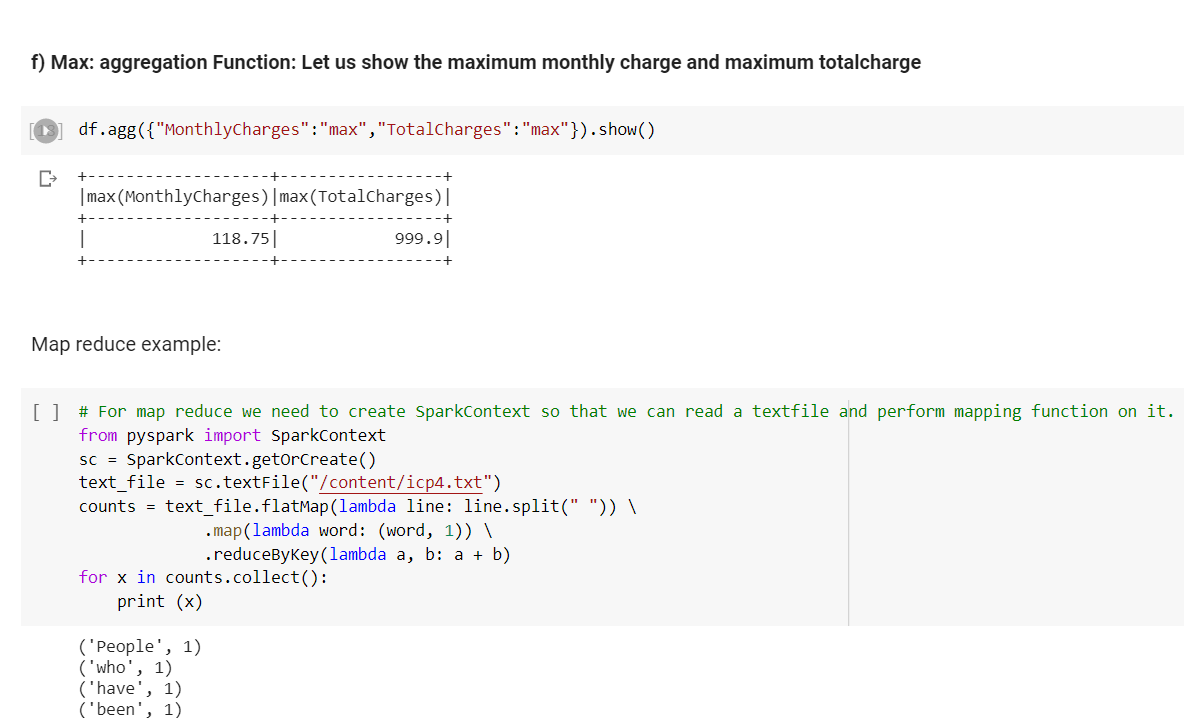 f) Max: aggregation Function: Let us show the maximum monthly charge and maximum totalcharge
[18] df.agg({"MonthlyCharges":"max","TotalCharges":"max"}).show()
+-------------------+-----------------+
|max(MonthlyCharges)|max(TotalCharges)|
+-------------------+-----------------+
|             118.75|            999.9|
+-------------------+-----------------+
Map reduce example:
[ ] # For map reduce we need to create SparkContext so that we can read a textfile and perform mapping function on it.
from pyspark import SparkContext
sc = SparkContext.getOrCreate()
text_file = sc.textFile("/content/icp4.txt")
counts = text_file.flatMap(lambda line: line.split(" ")) \
             .map(lambda word: (word, 1)) \
             .reduceByKey(lambda a, b: a + b)
for x in counts.collect():
    print (x)
('People', 1)
('who', 1)
('have', 1)
('been', 1)